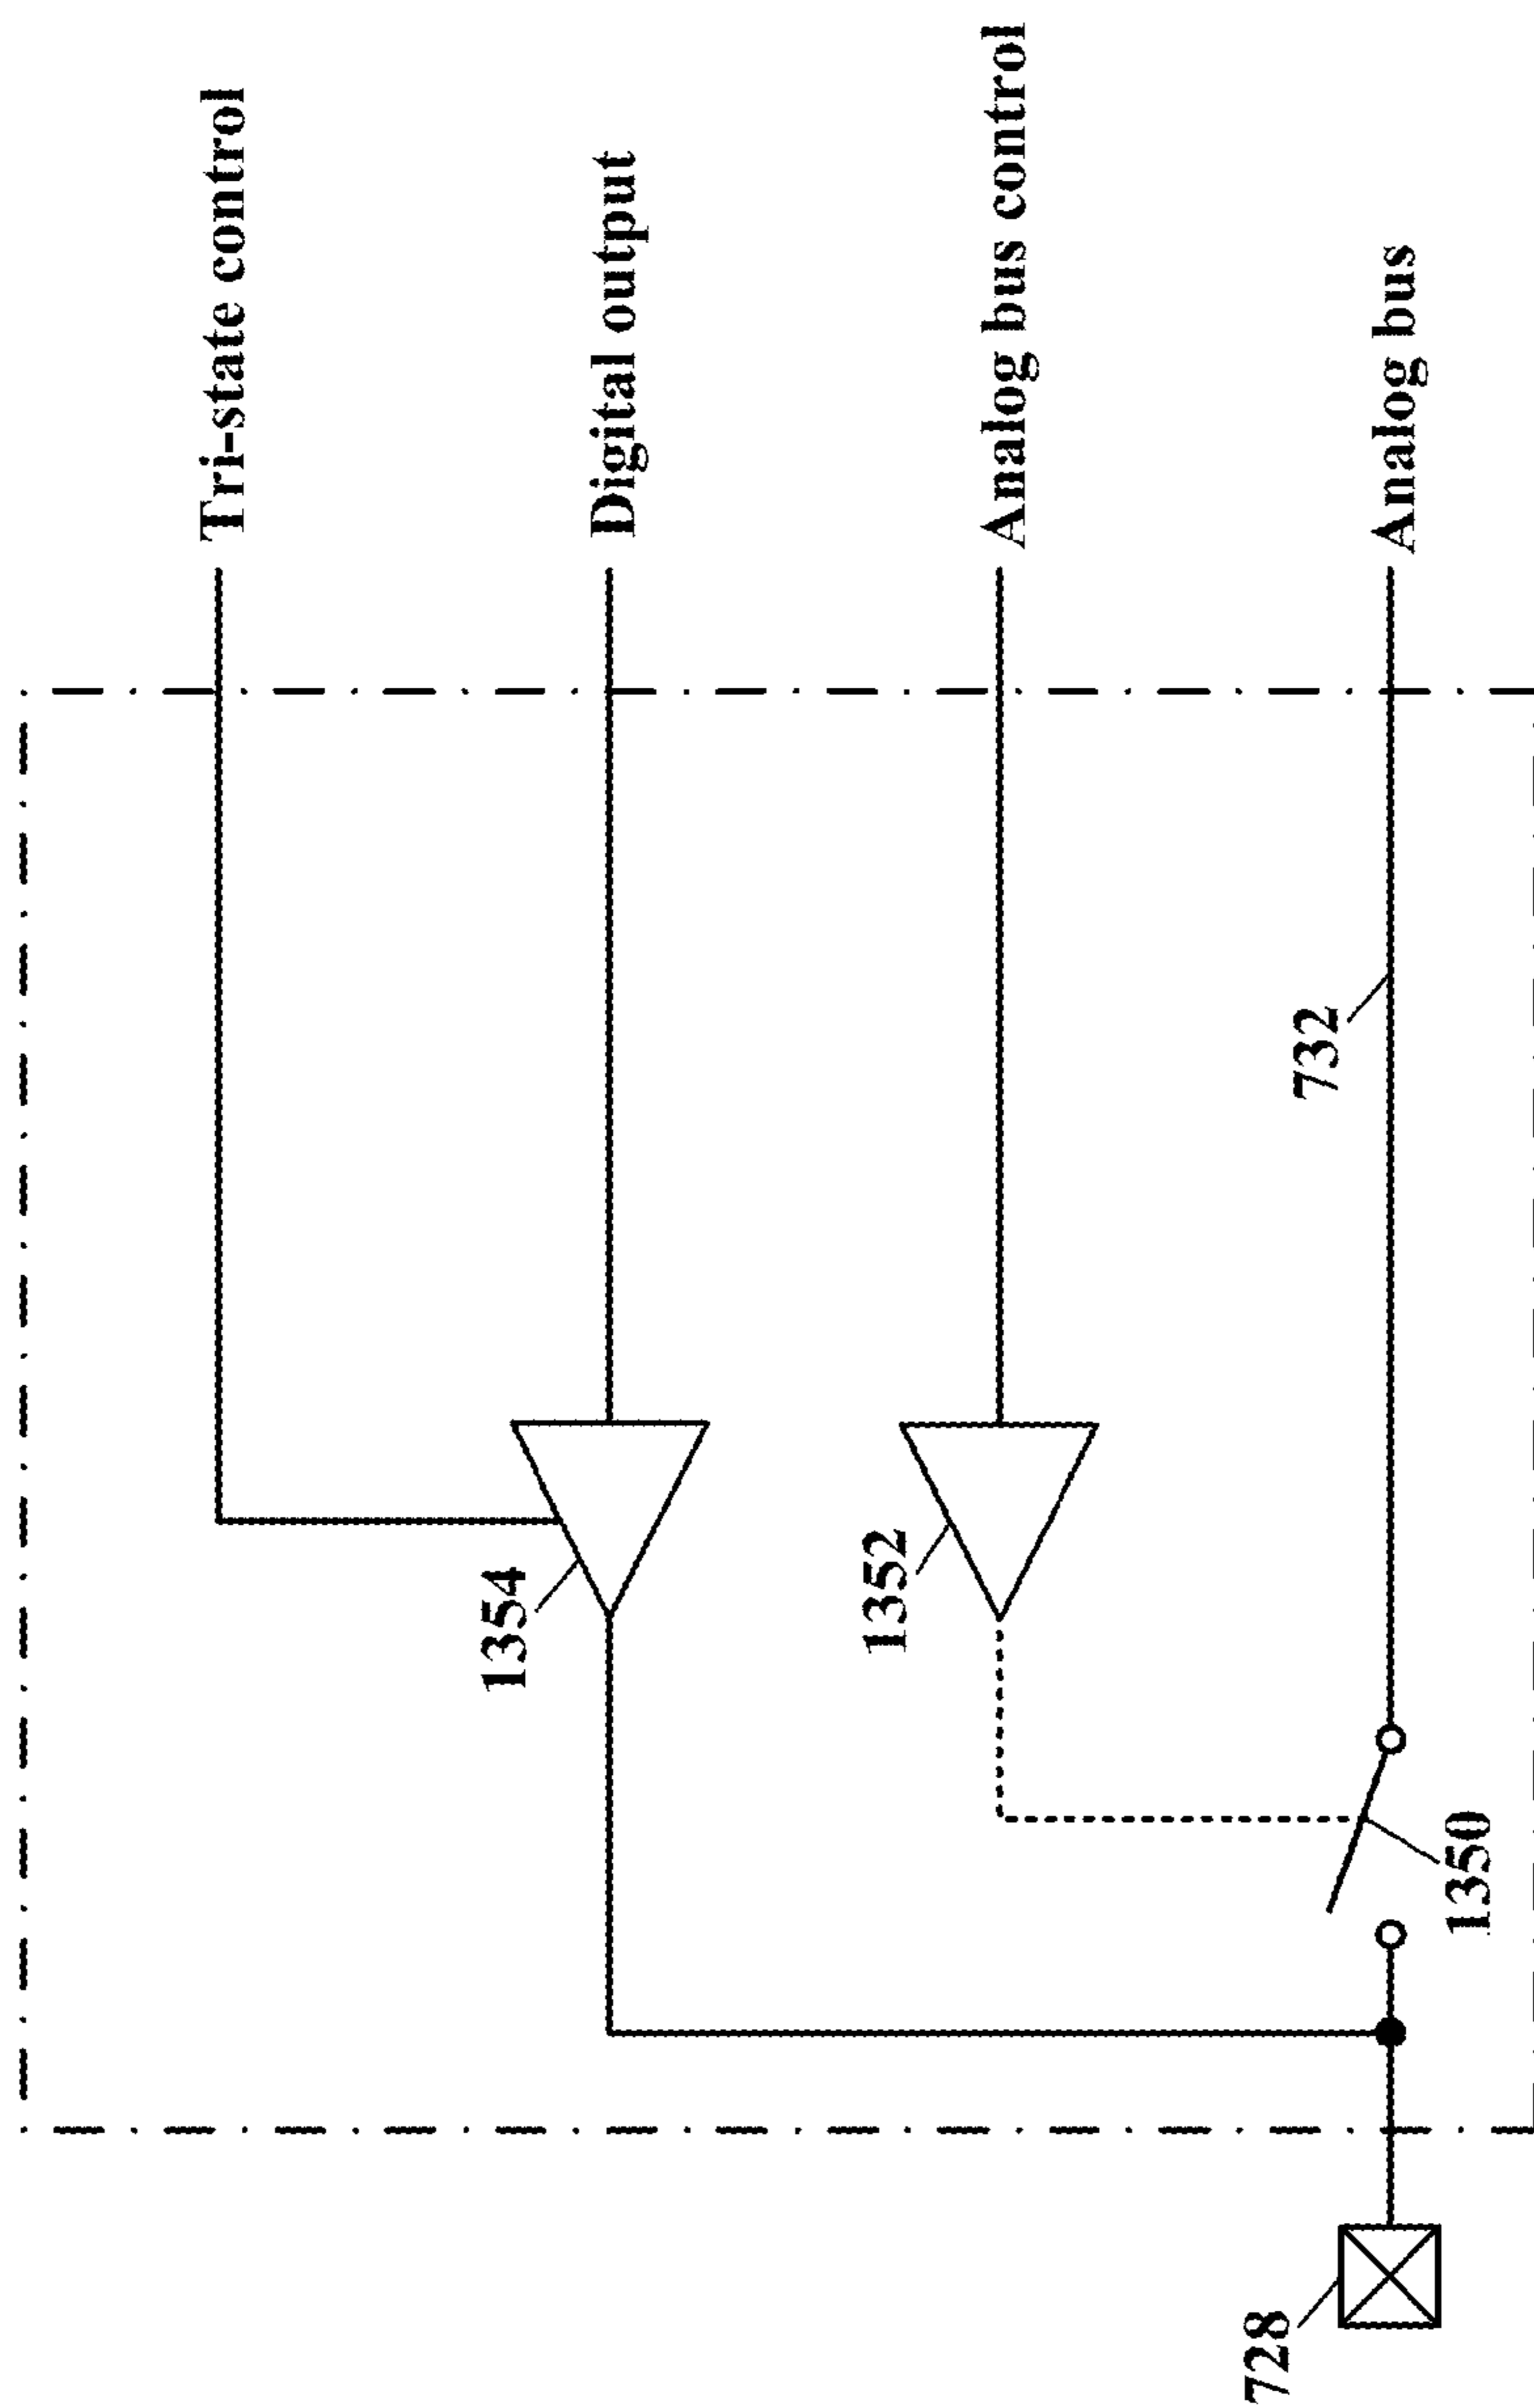 Tri-state control
Digital output
Analog bus control
Analog bus
732
1354
1352
1350
728